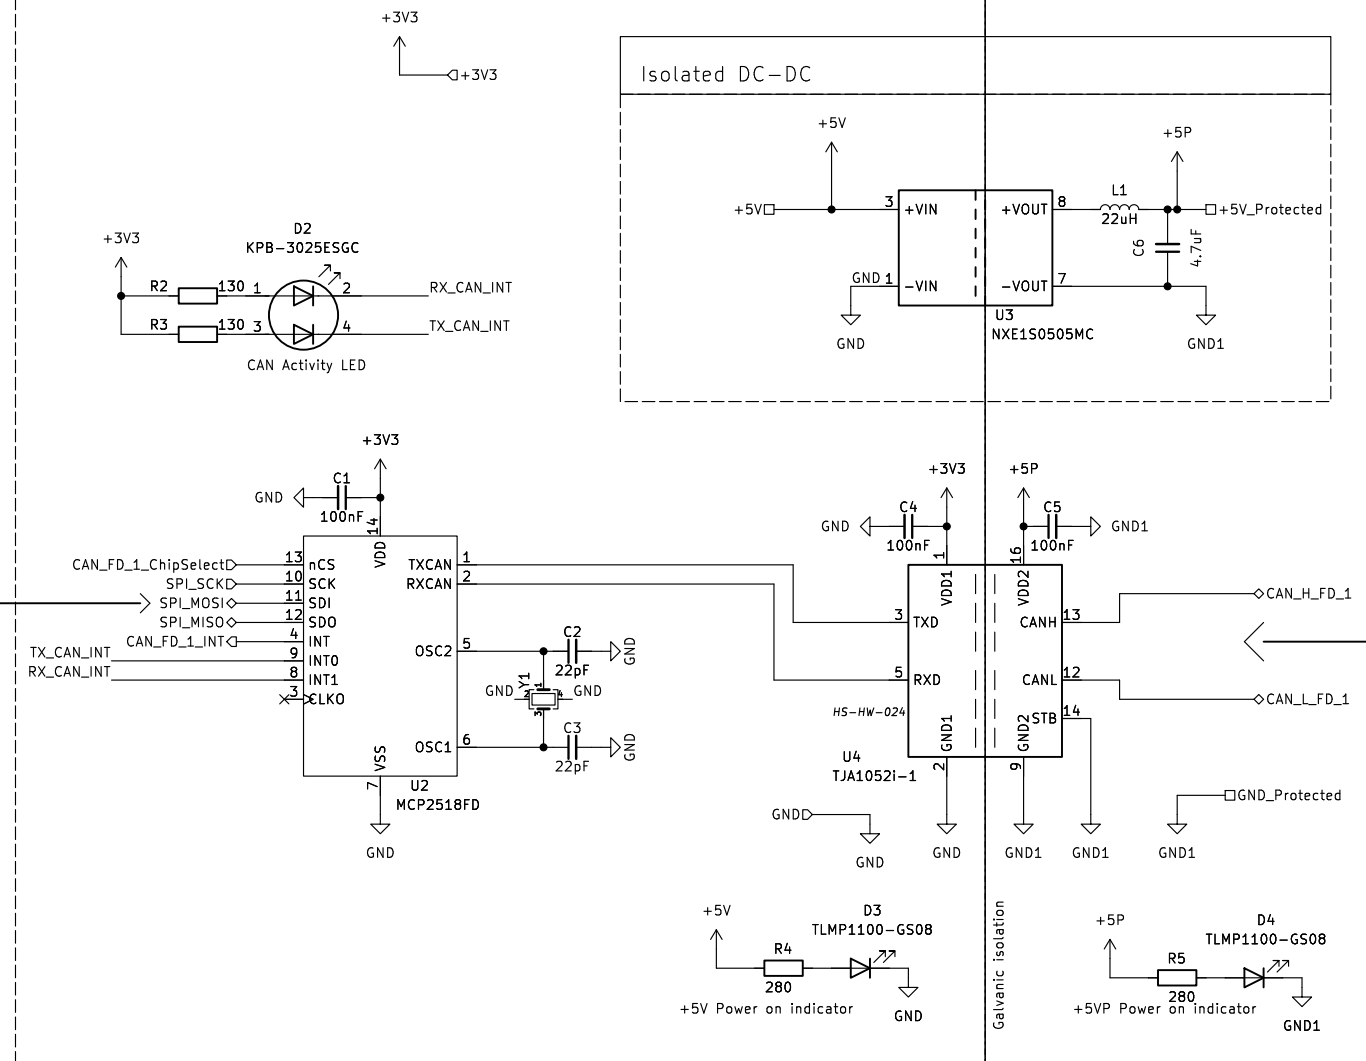 +3V3
+3V3
Isolated DC-DC
+5V
+5P
+5V
3
+VIN
+VOUT
8
L1
22uH
+5V_Protected
C6
4.7uF
GND
1
-VIN
-VOUT
7
U3
NXE1S0505MC
GND
GND1
D2
KPB-3025ESGC
+3V3
R2
130
1
2
RX_CAN_INT
R3
130
3
4
TX_CAN_INT
CAN Activity LED
+3V3
C1
GND
100nF
14
VDD
CAN_FD_1_ChipSelect
13
nCS
SPI_SCK
10
SCK
SPI_MOSI
11
SDI
SPI_MISO
12
SDO
CAN_FD_1_INT
4
INT
TX_CAN_INT
9
INT0
RX_CAN_INT
8
INT1
3
CLKO
TXCAN
1
RXCAN
2
OSC2
5
OSC1
6
VSS
7
U2
MCP2518FD
GND
C2
22pF
GND
Y1
GND
2
1
4
GND
3
C3
22pF
GND
+3V3
+5P
C4
GND
100nF
C5
GND1
100nF
1
VDD1
16
VDD2
3
TXD
CANH
13
CAN_H_FD_1
5
RXD
CANL
12
CAN_L_FD_1
HS-HW-024
GND1
GND2
STB
14
U4
TJA1052i-1
2
9
GND
GND
GND
GND1
GND1
GND_Protected
GND1
+5V
D3
TLMP1100-GS08
R4
280
+5V Power on indicator
GND
Galvanic isolation
+5P
D4
TLMP1100-GS08
R5
280
+5VP Power on indicator
GND1